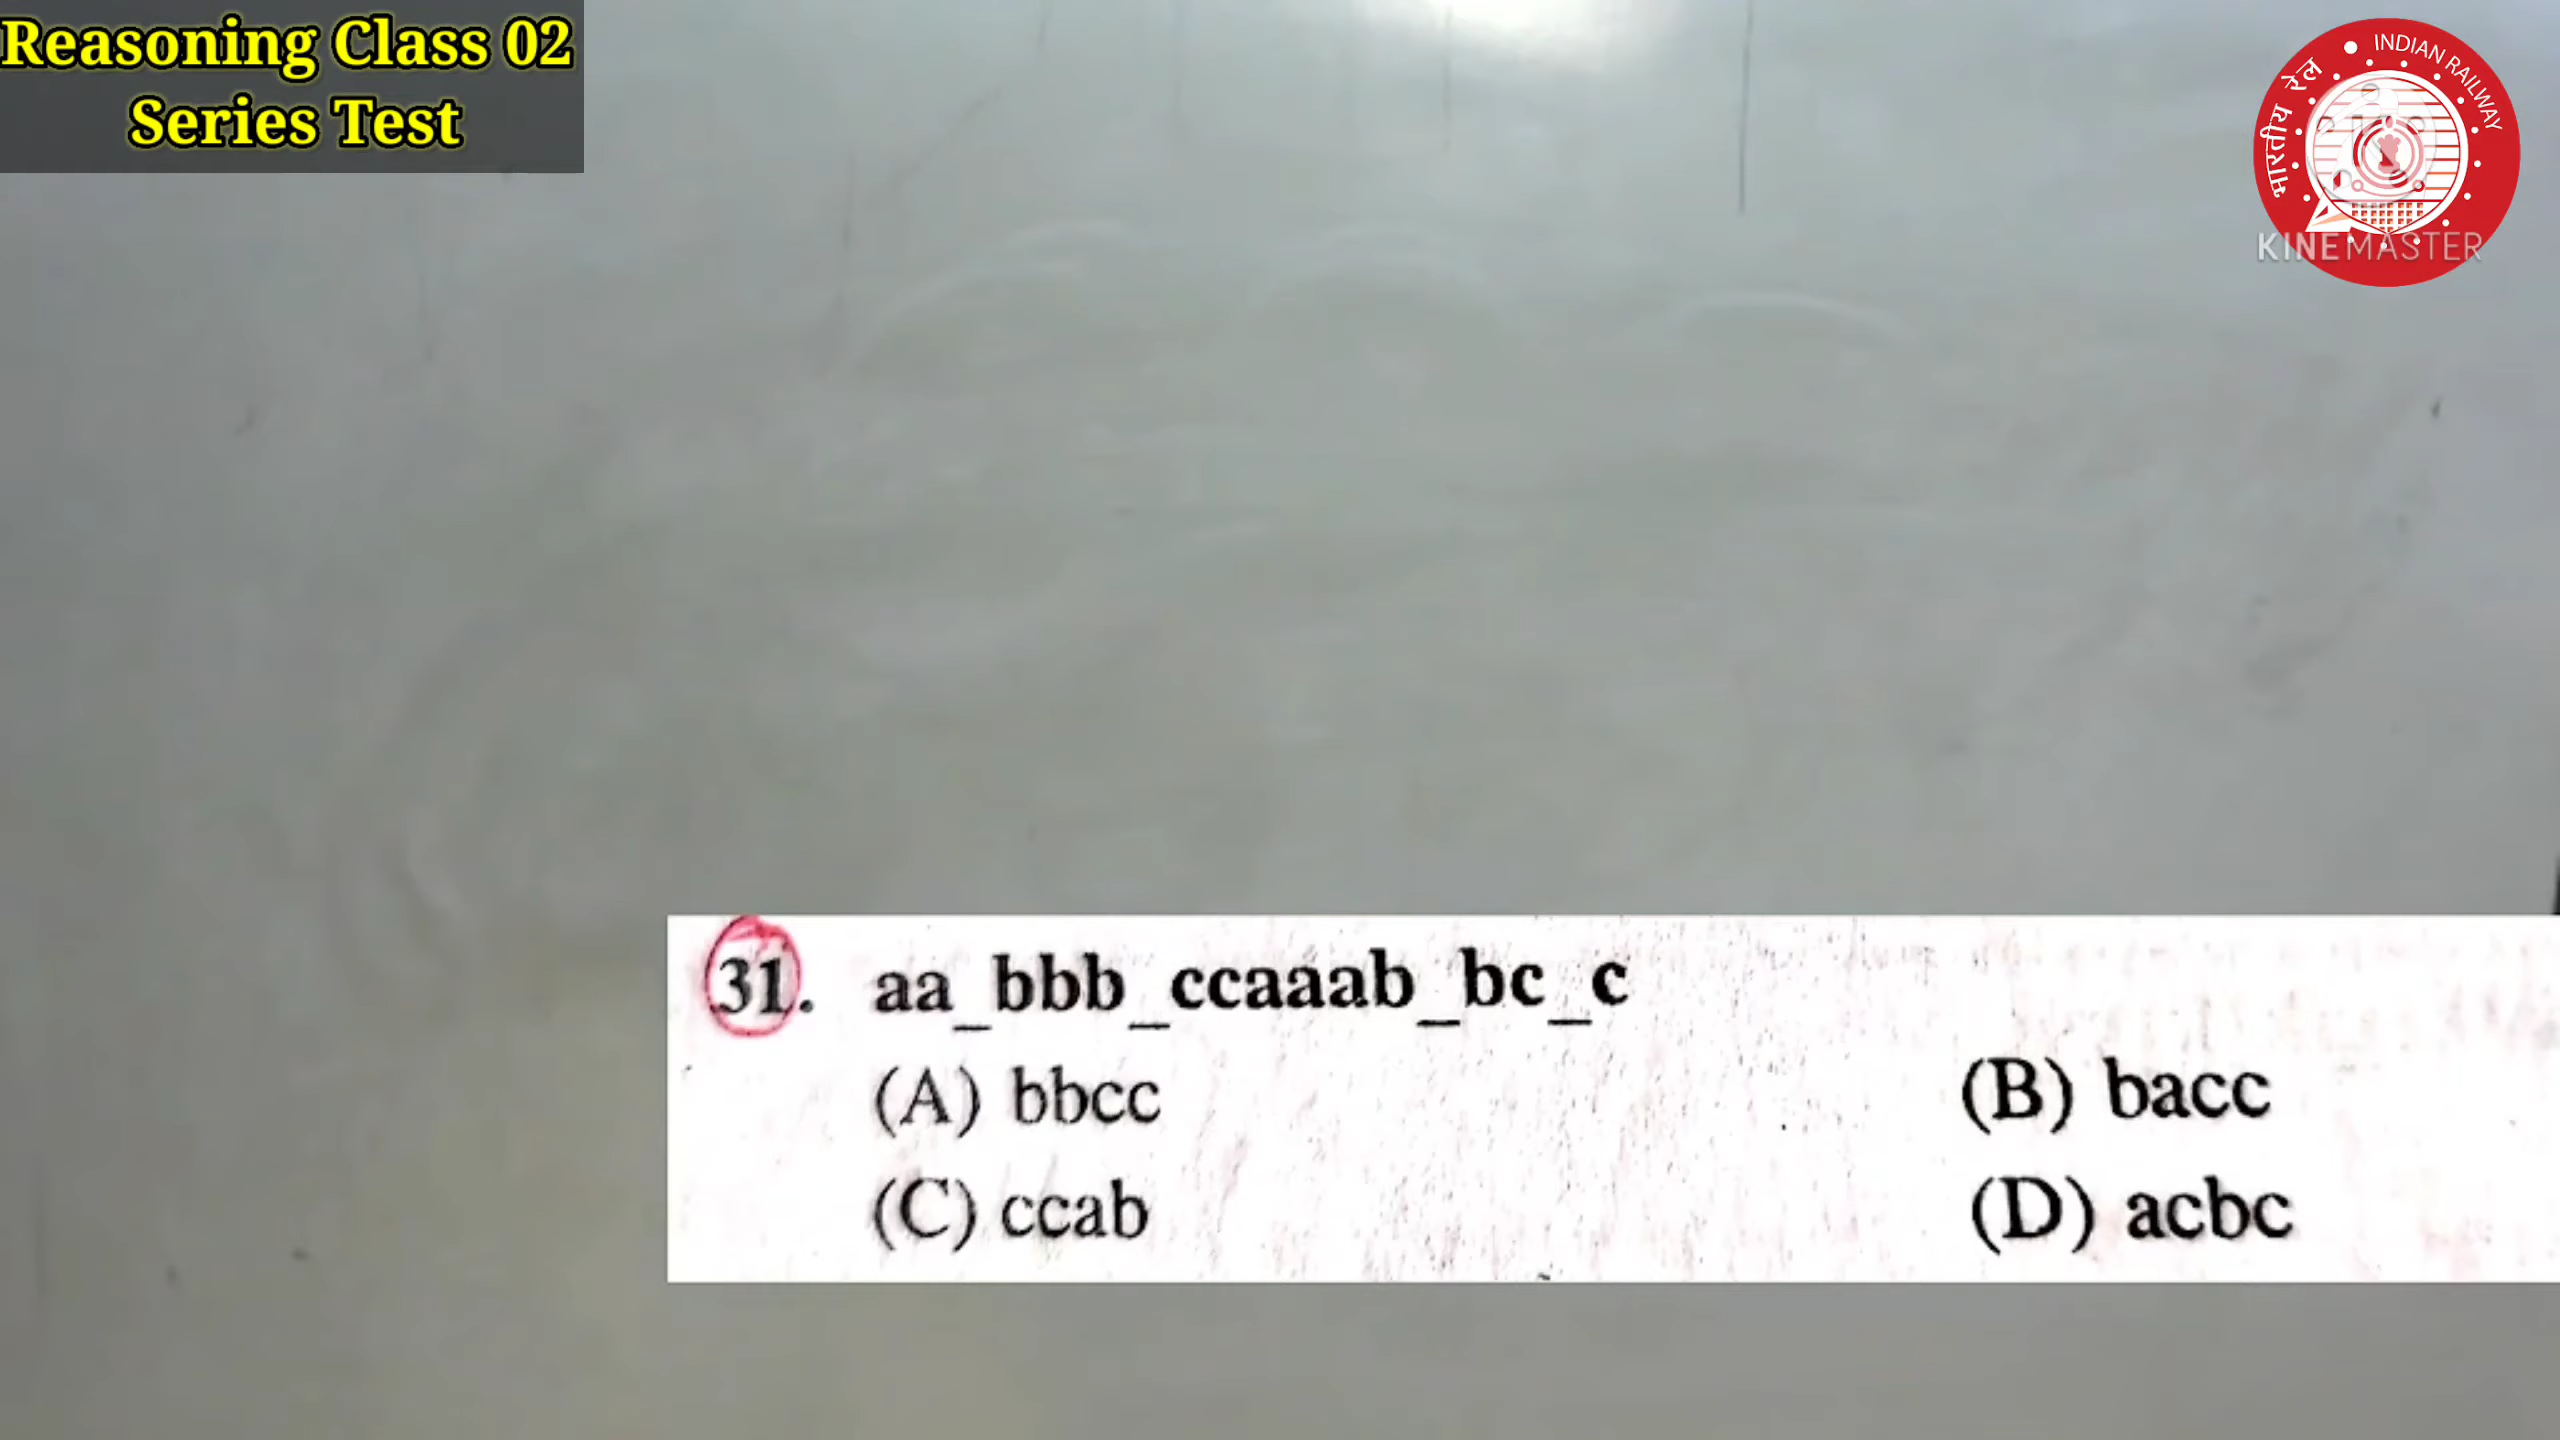 Reasoning Class 02
Series Test
INDIAN RAILWAY
भारतीय रेल
KINEMASTER
31. aa_bbb_ccaaab_bc_c
(A) bbcc (B) bacc
(C) ccab (D) acbc